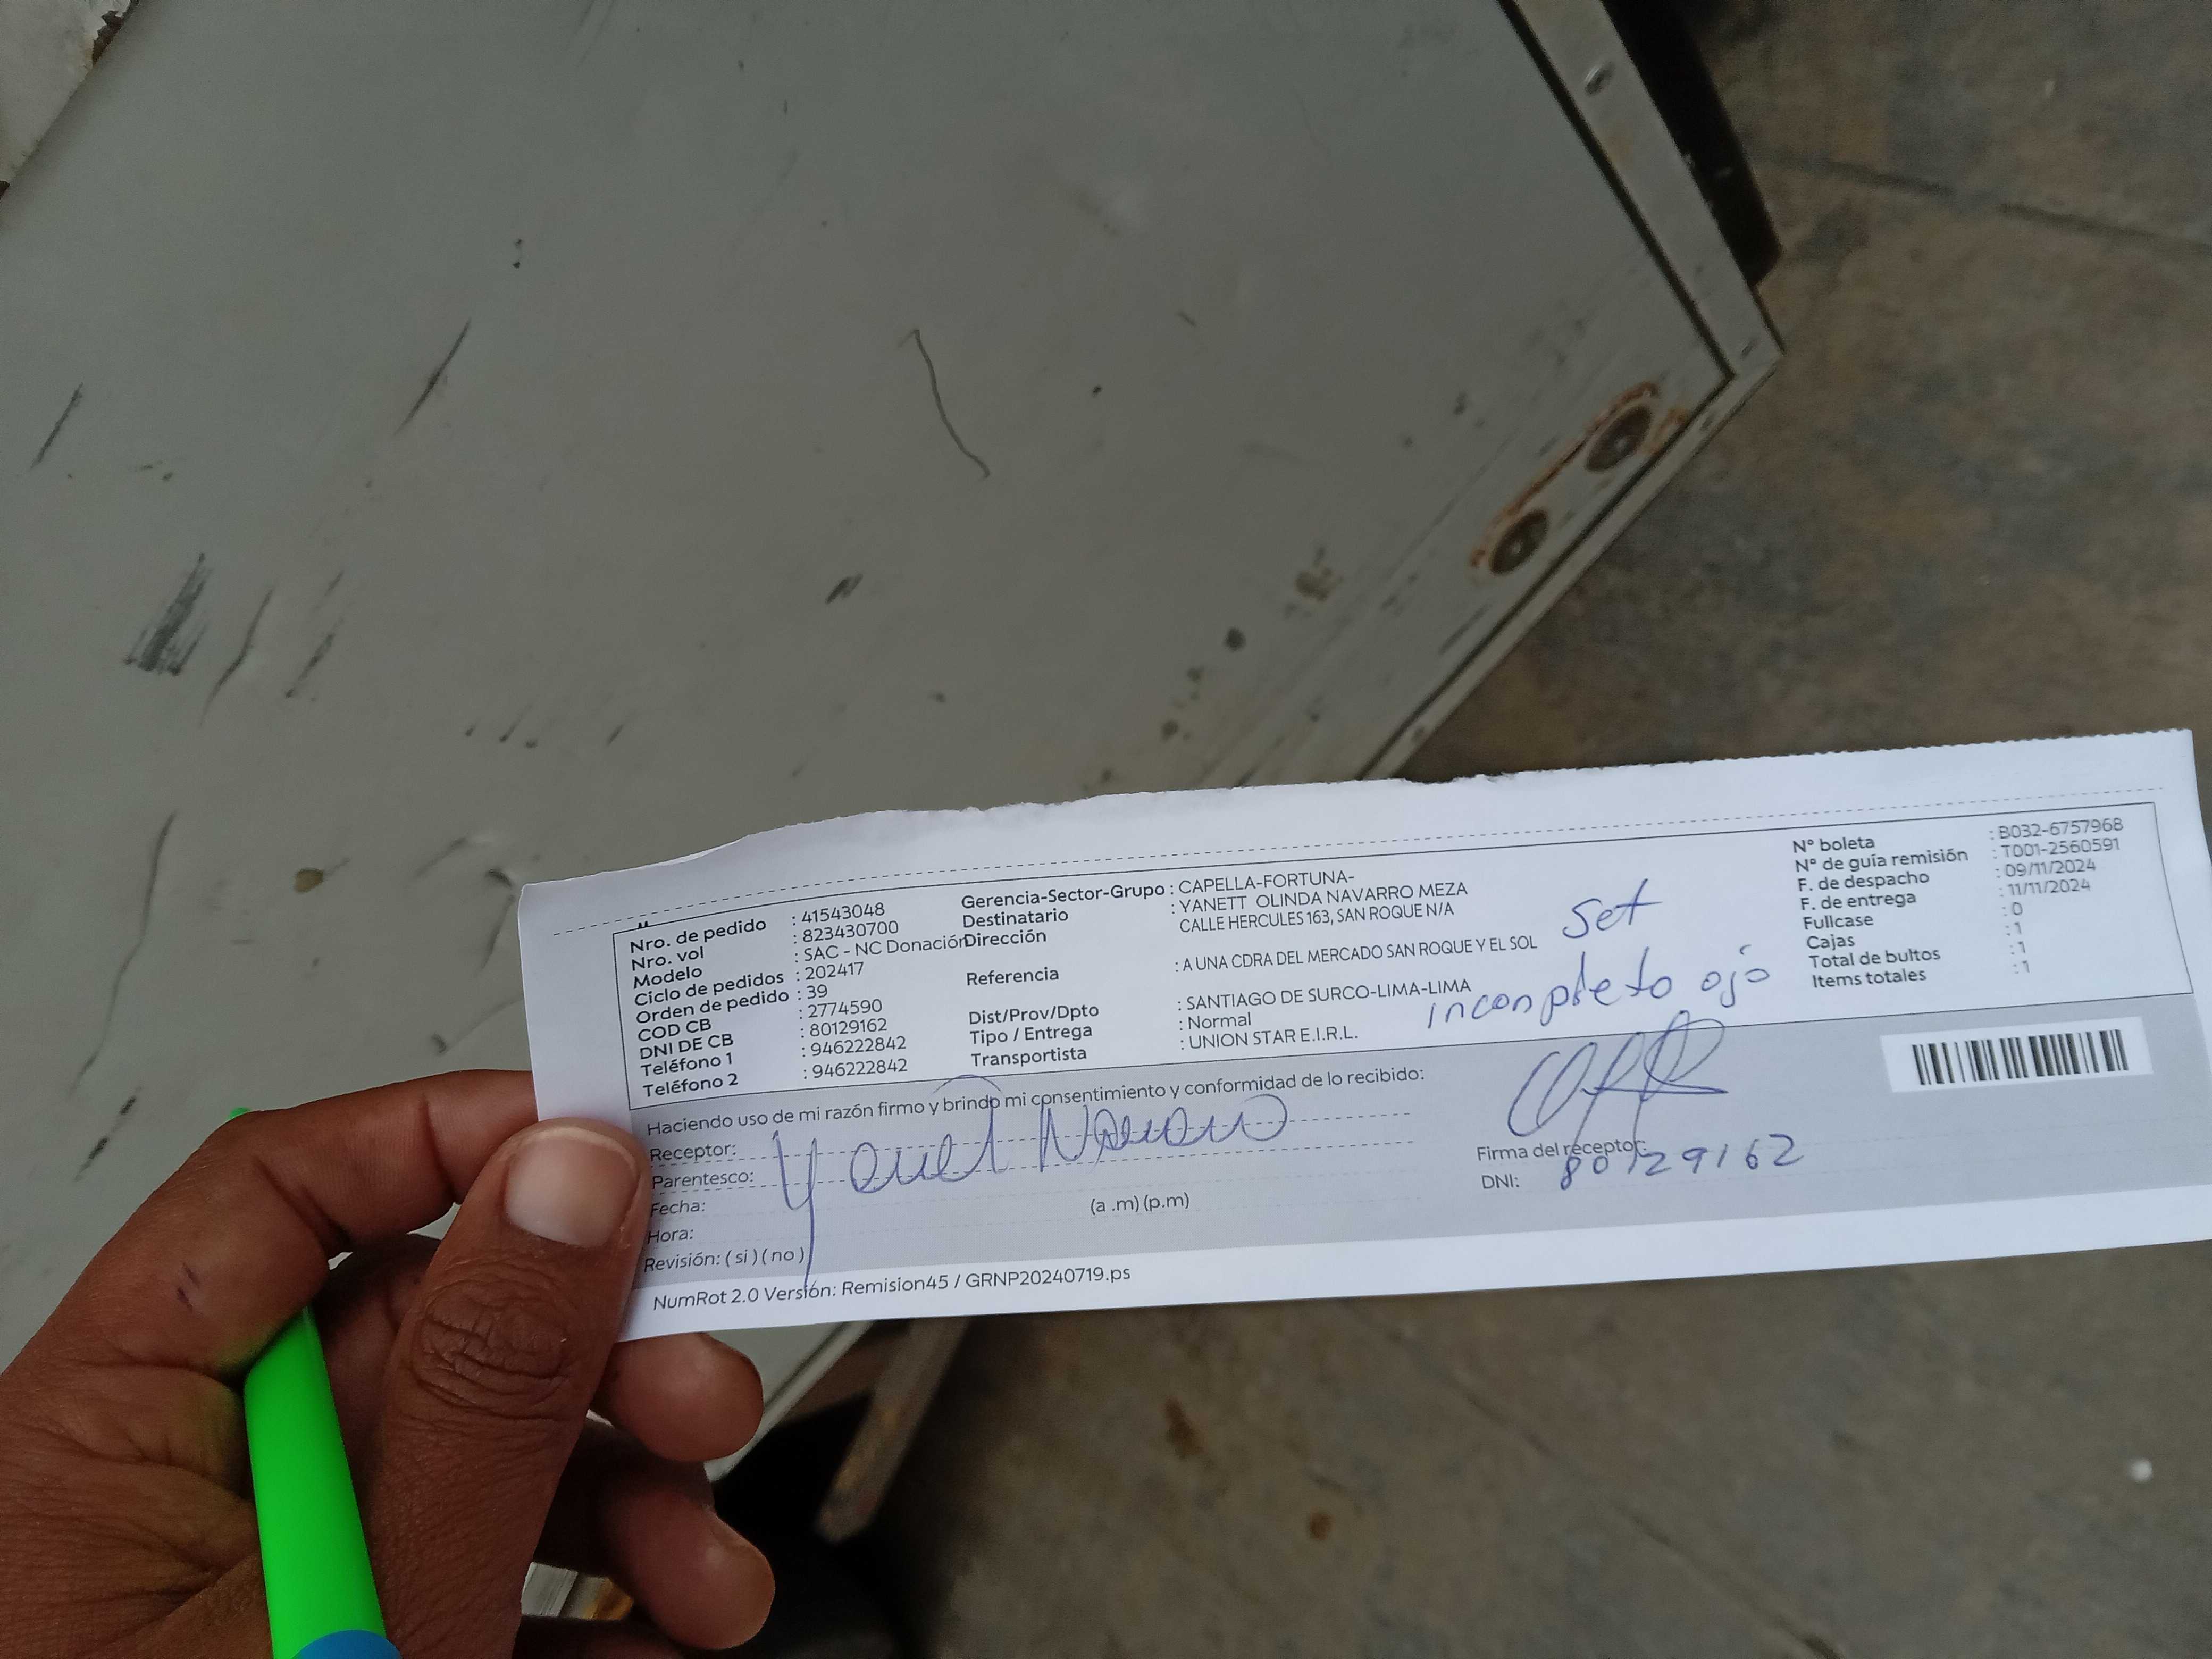 Nro. de pedido : 41543048
Nro. vol : 823430700
Modelo : SAC - NC Donación
Ciclo de pedidos : 202417
Orden de pedido : 39
COD CB : 2774590
DNI DE CB : 80129162
Teléfono 1 : 946222842
Teléfono 2 : 946222842
Gerencia-Sector-Grupo : CAPELLA-FORTUNA-
Destinatario : YANETT OLINDA NAVARRO MEZA
Dirección : CALLE HERCULES 163, SAN ROQUE N/A
Referencia : A UNA CDRA DEL MERCADO SAN ROQUE Y EL SOL
Dist/Prov/Dpto : SANTIAGO DE SURCO-LIMA-LIMA
Tipo / Entrega : Normal
Transportista : UNION STAR E.I.R.L.
set
incompleto ojo
N° boleta : B032-6757968
N° de guía remisión : T001-2560591
F. de despacho : 09/11/2024
F. de entrega : 11/11/2024
Fullcase : 0
Cajas : 1
Total de bultos : 1
Items totales : 1
Haciendo uso de mi razón firmo y brindo mi consentimiento y conformidad de lo recibido:
Receptor: Yanet Navarro
Parentesco:
Fecha:
Hora: (a .m) (p.m)
Revisión: ( si ) ( no )
Firma del receptor:
DNI: 80129162
NumRot 2.0 Versión: Remision45 / GRNP20240719.ps